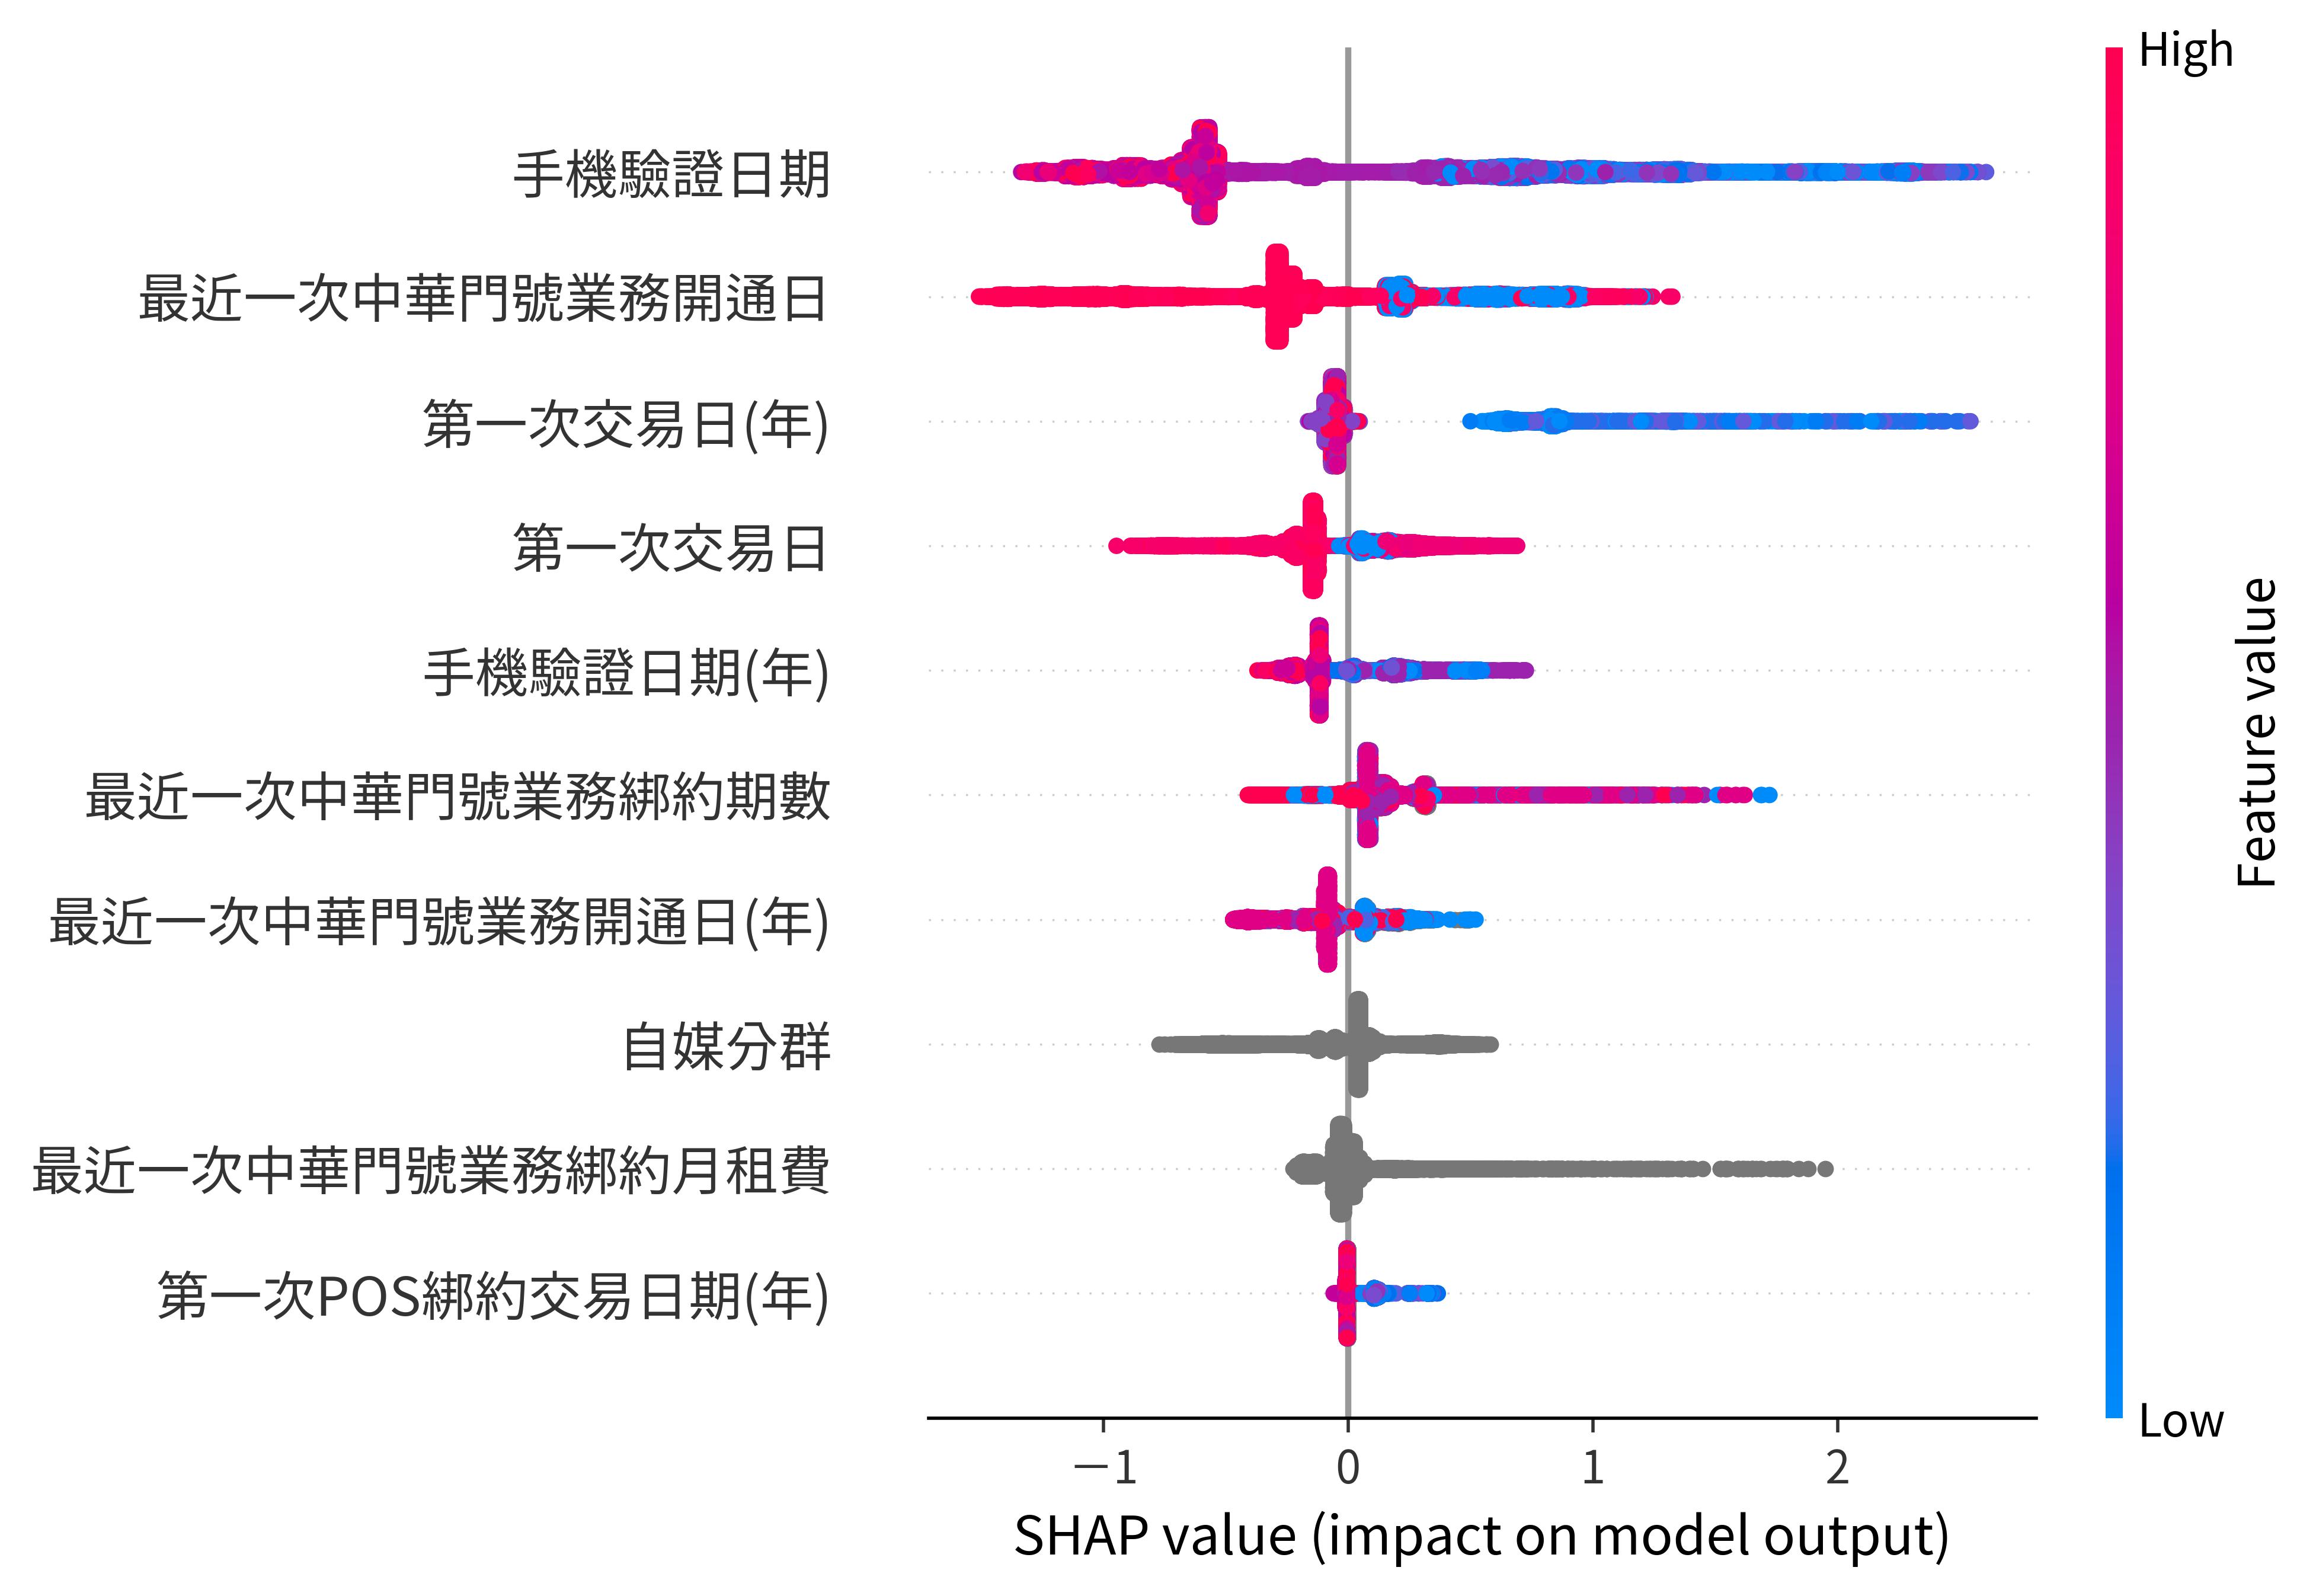 High
手機驗證日期
最近一次中華門號業務開通日
第一次交易日(年)
第一次交易日
手機驗證日期(年)
最近一次中華門號業務綁約期數
最近一次中華門號業務開通日(年)
自媒分群
最近一次中華門號業務綁約月租費
第一次POS綁約交易日期(年)
Feature value
Low
−1 0 1 2
SHAP value (impact on model output)